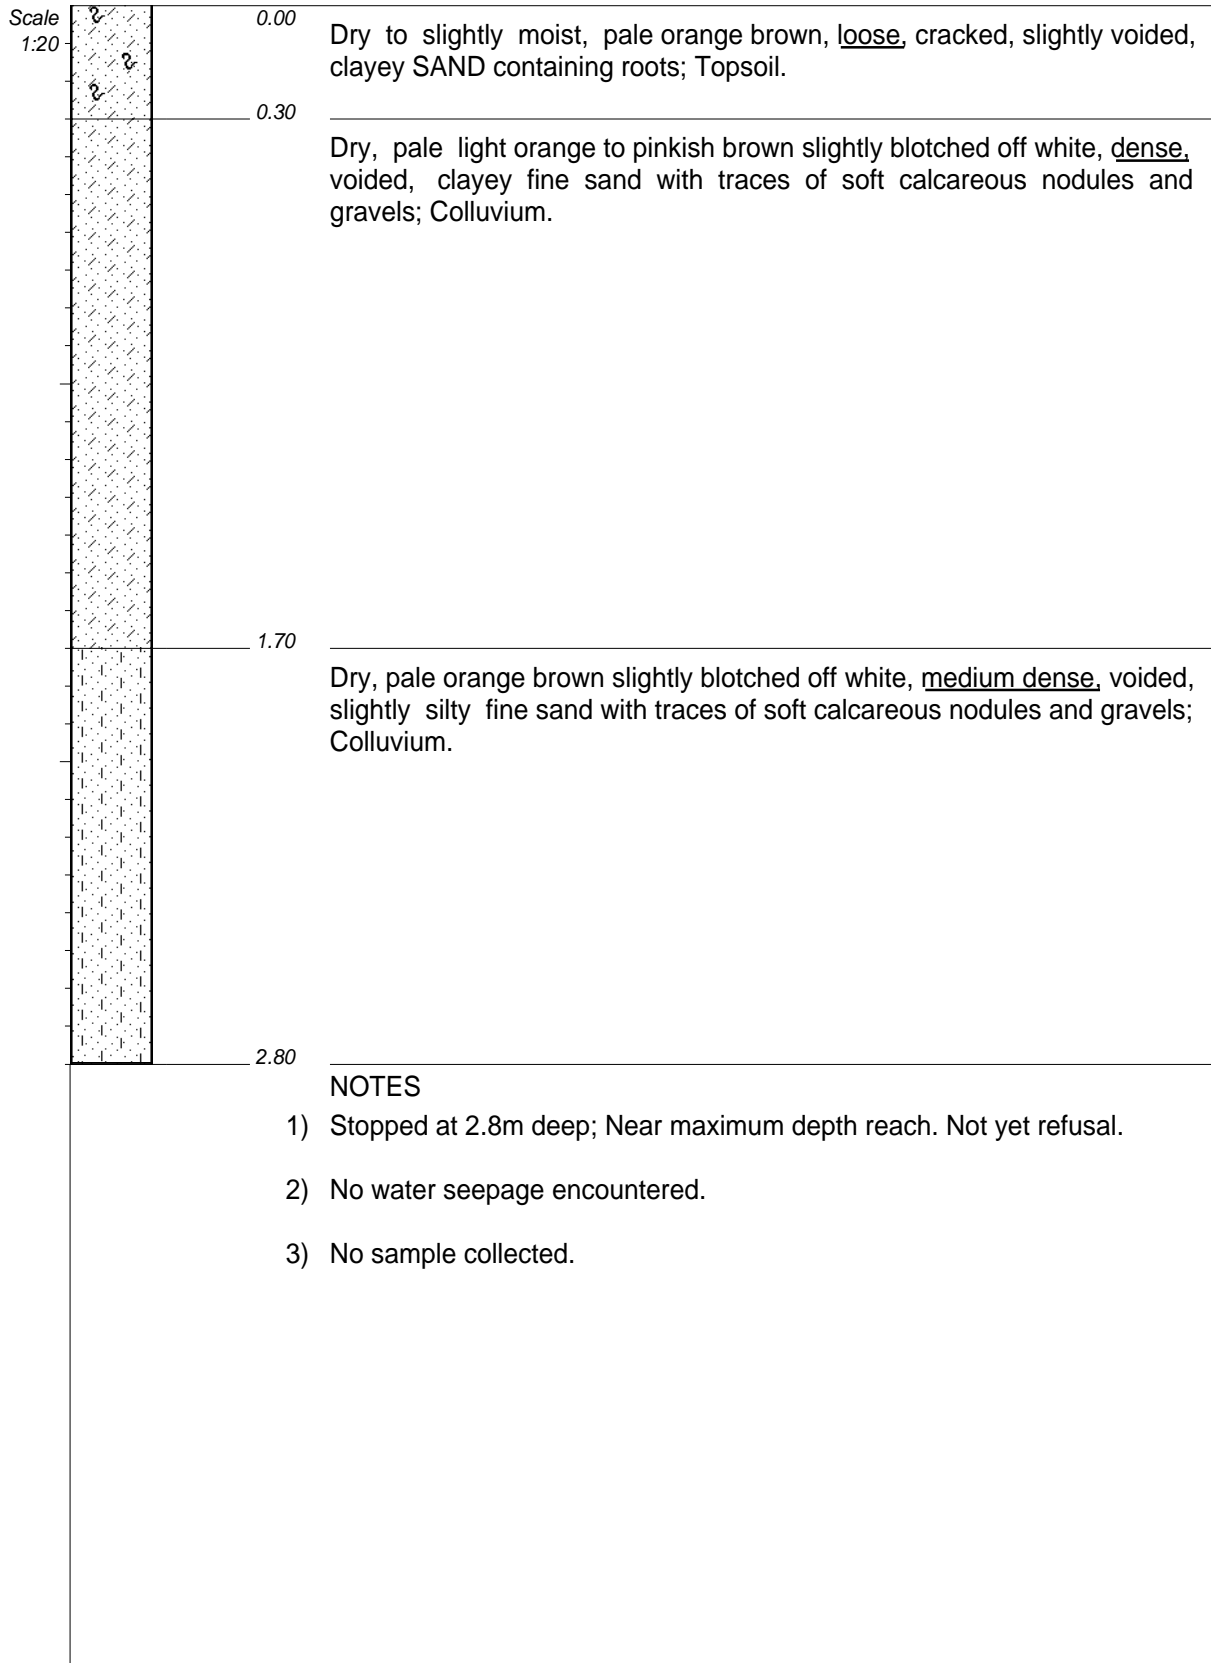 Scale
1:20
0.00
Dry to slightly moist, pale orange brown, loose, cracked, slightly voided,
clayey SAND containing roots; Topsoil.
0.30
Dry, pale light orange to pinkish brown slightly blotched off white, dense,
voided, clayey fine sand with traces of soft calcareous nodules and
gravels; Colluvium.
1.70
Dry, pale orange brown slightly blotched off white, medium dense, voided,
slightly silty fine sand with traces of soft calcareous nodules and gravels;
Colluvium.
2.80
NOTES
1) Stopped at 2.8m deep; Near maximum depth reach. Not yet refusal.
2) No water seepage encountered.
3) No sample collected.